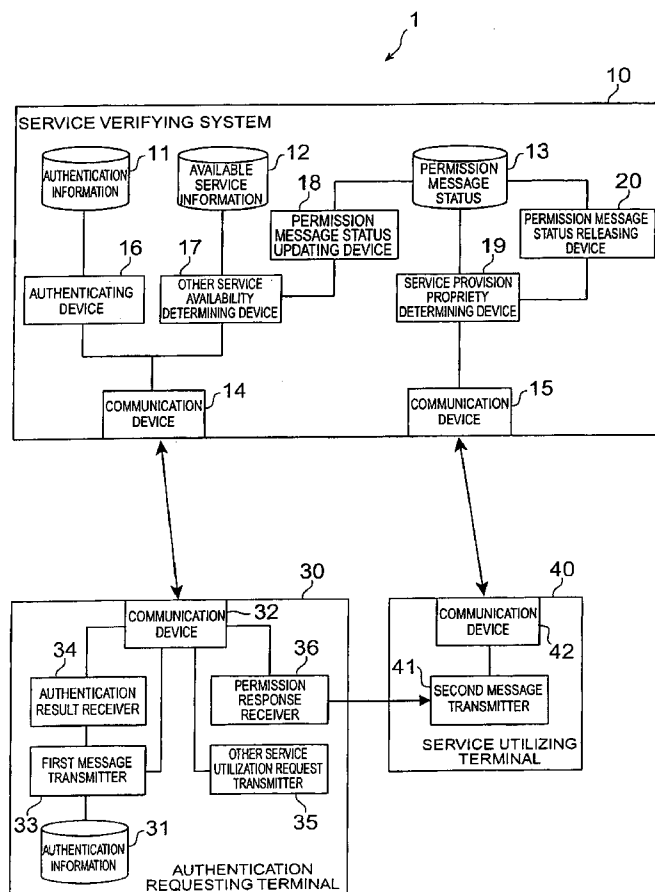 1
10
SERVICE VERIFYING SYSTEM
11
AUTHENTICATION
INFORMATION
12
AVAILABLE
SERVICE
INFORMATION
13
PERMISSION
MESSAGE
STATUS
18
PERMISSION
MESSAGE STATUS
UPDATING DEVICE
20
PERMISSION MESSAGE
STATUS RELEASING
DEVICE
16
AUTHENTICATING
DEVICE
17
OTHER SERVICE
AVAILABILITY
DETERMINING DEVICE
19
SERVICE PROVISION
PROPRIETY
DETERMINING DEVICE
14
COMMUNICATION
DEVICE
15
COMMUNICATION
DEVICE
30
COMMUNICATION
DEVICE
32
34
AUTHENTICATION
RESULT RECEIVER
36
PERMISSION
RESPONSE
RECEIVER
FIRST MESSAGE
TRANSMITTER
33
OTHER SERVICE
UTILIZATION REQUEST
TRANSMITTER
35
31
AUTHENTICATION
INFORMATION
AUTHENTICATION
REQUESTING TERMINAL
40
COMMUNICATION
DEVICE
42
41
SECOND MESSAGE
TRANSMITTER
SERVICE UTILIZING
TERMINAL